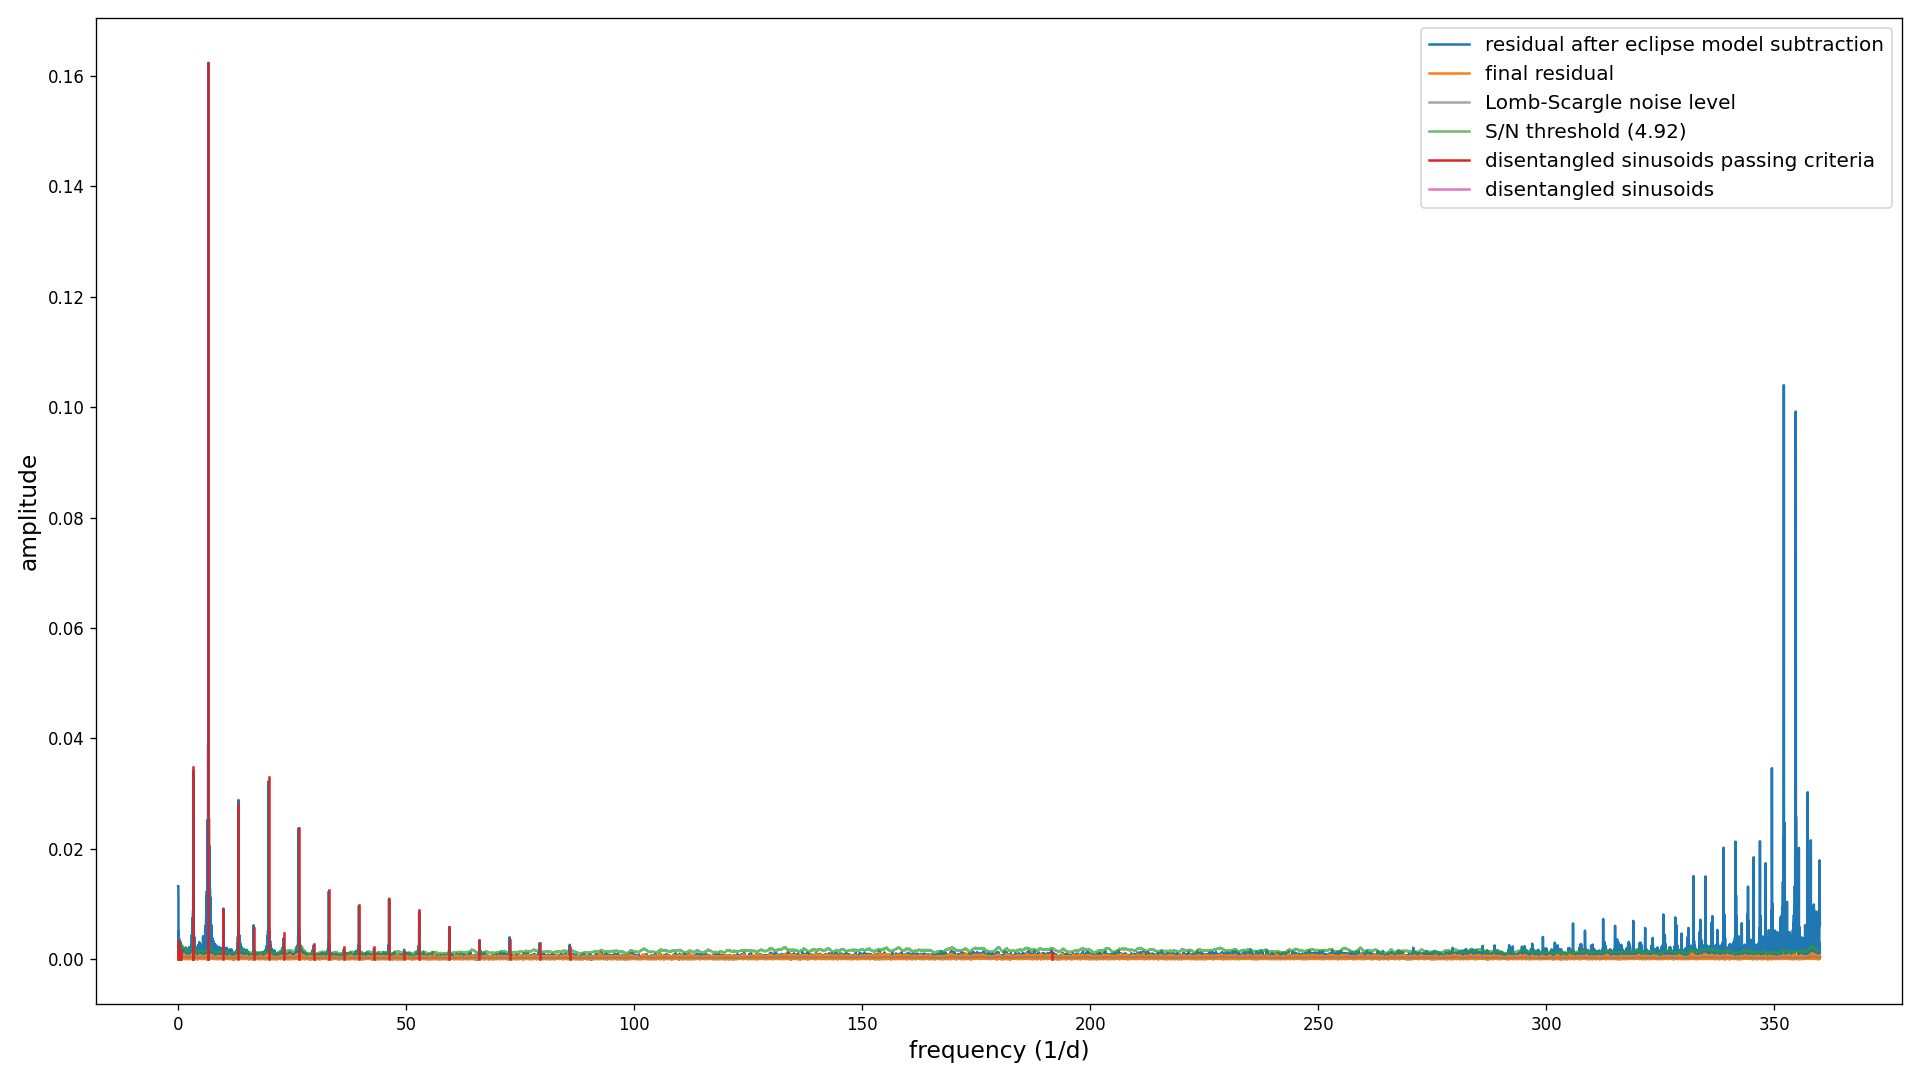 residual after eclipse model subtraction
final residual
Lomb-Scargle noise level
S/N threshold (4.92)
disentangled sinusoids passing criteria
disentangled sinusoids
0.16
0.14
0.12
0.10
0.08
0.06
0.04
0.02
0.00
amplitude
0 50 100 150 200 250 300 350
frequency (1/d)